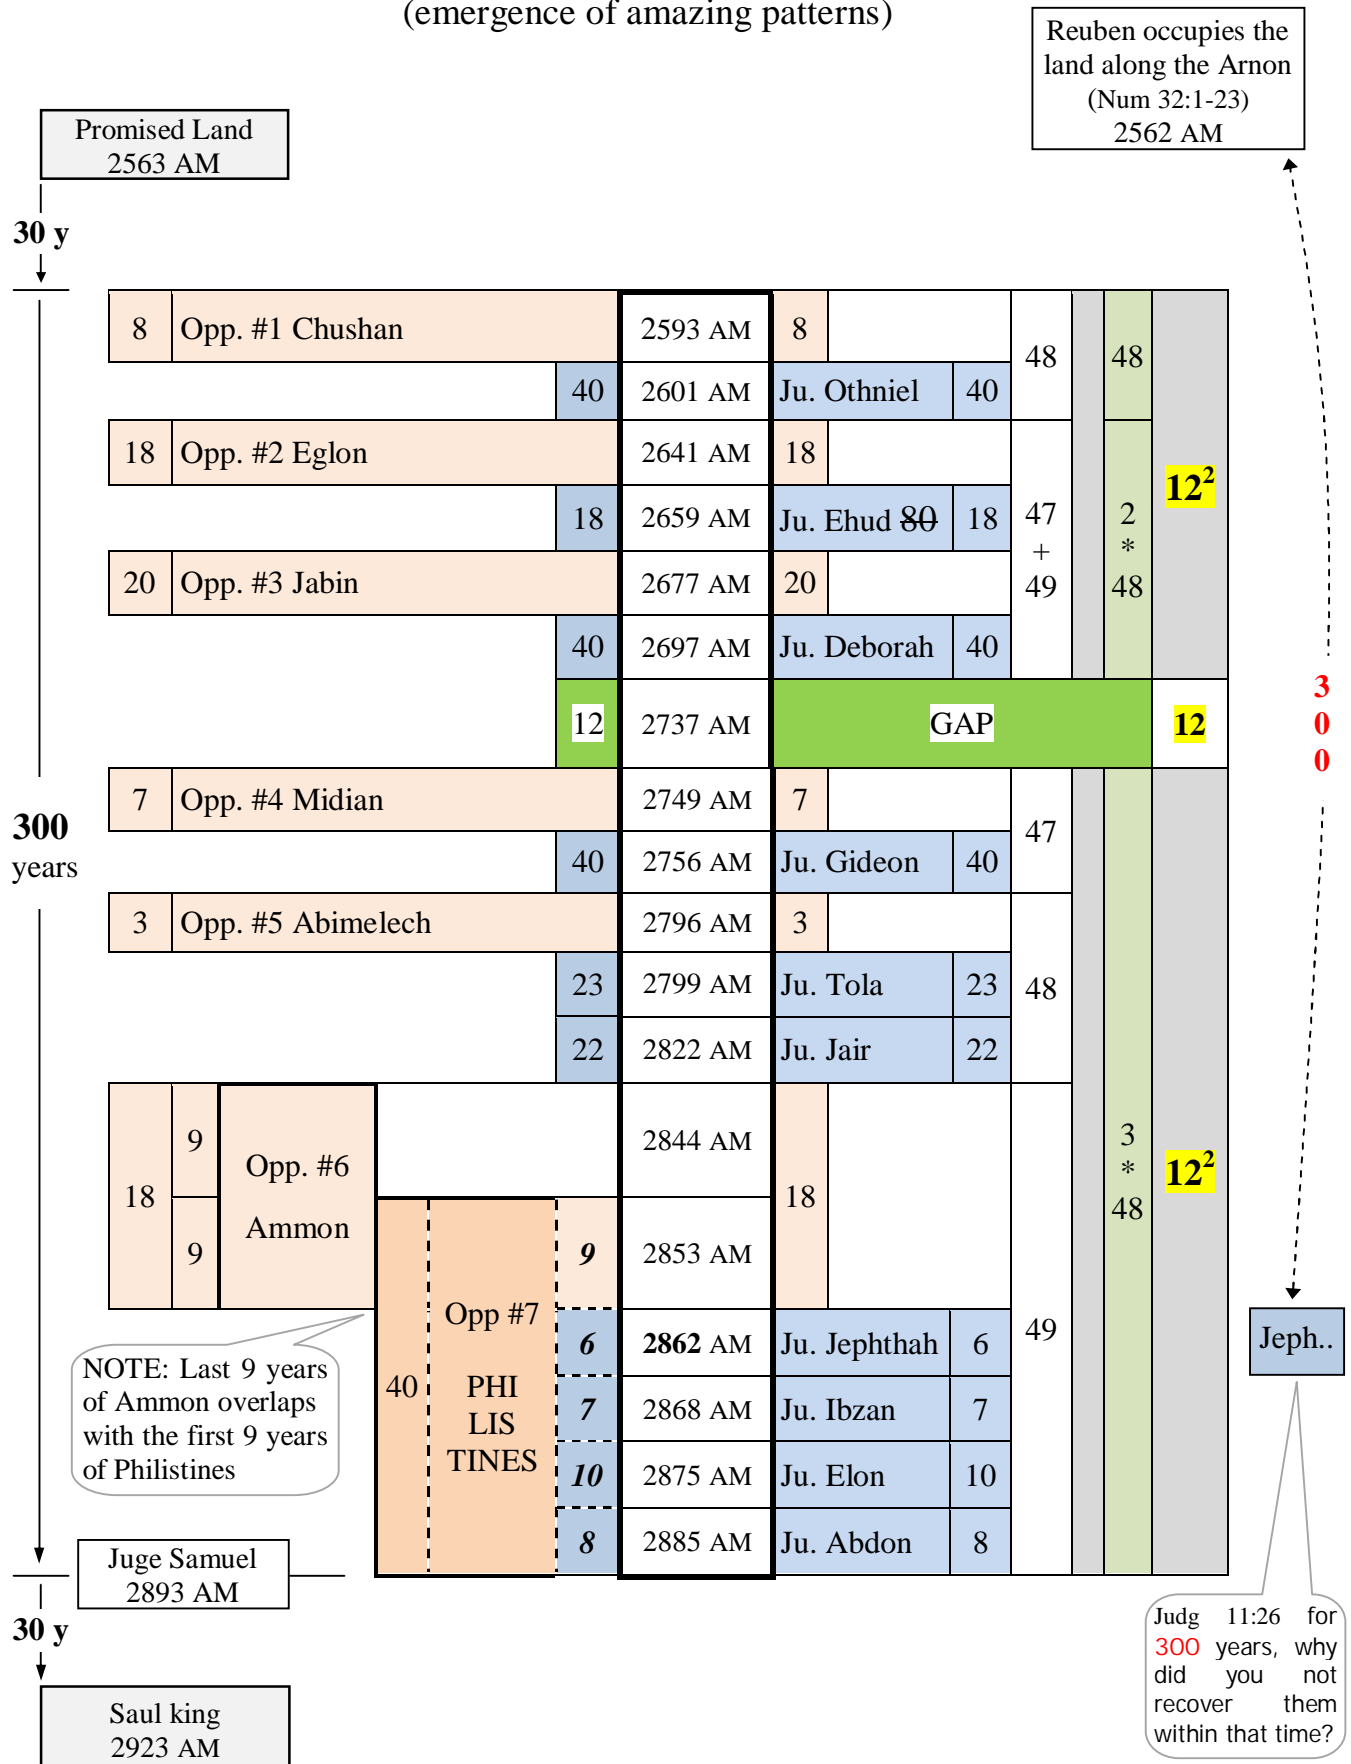 (emergence of amazing patterns)
Reuben occupies the
land along the Arnon
(Num 32:1-23)
2562 AM
Promised Land
2563 AM
30 y
8 Opp. #1 Chushan 2593 AM 8
48 48
40 2601 AM Ju. Othniel 40
18 Opp. #2 Eglon 2641 AM 18
12²
18 2659 AM Ju. Ehud 80 18
47
+
49
2
*
48
20 Opp. #3 Jabin 2677 AM 20
40 2697 AM Ju. Deborah 40
12 2737 AM GAP 12
3
0
0
7 Opp. #4 Midian 2749 AM 7
47
300
years
40 2756 AM Ju. Gideon 40
3 Opp. #5 Abimelech 2796 AM 3
23 2799 AM Ju. Tola 23
48
22 2822 AM Ju. Jair 22
9 2844 AM
3
*
48
12²
18 Opp. #6
Ammon
18
9 9 2853 AM
40 Opp #7
PHI
LIS
TINES
6 2862 AM Ju. Jephthah 6
49
Jeph..
NOTE: Last 9 years
of Ammon overlaps
with the first 9 years
of Philistines
7 2868 AM Ju. Ibzan 7
10 2875 AM Ju. Elon 10
8 2885 AM Ju. Abdon 8
Juge Samuel
2893 AM
30 y
Judg 11:26 for
300 years, why
did you not
recover them
within that time?
Saul king
2923 AM